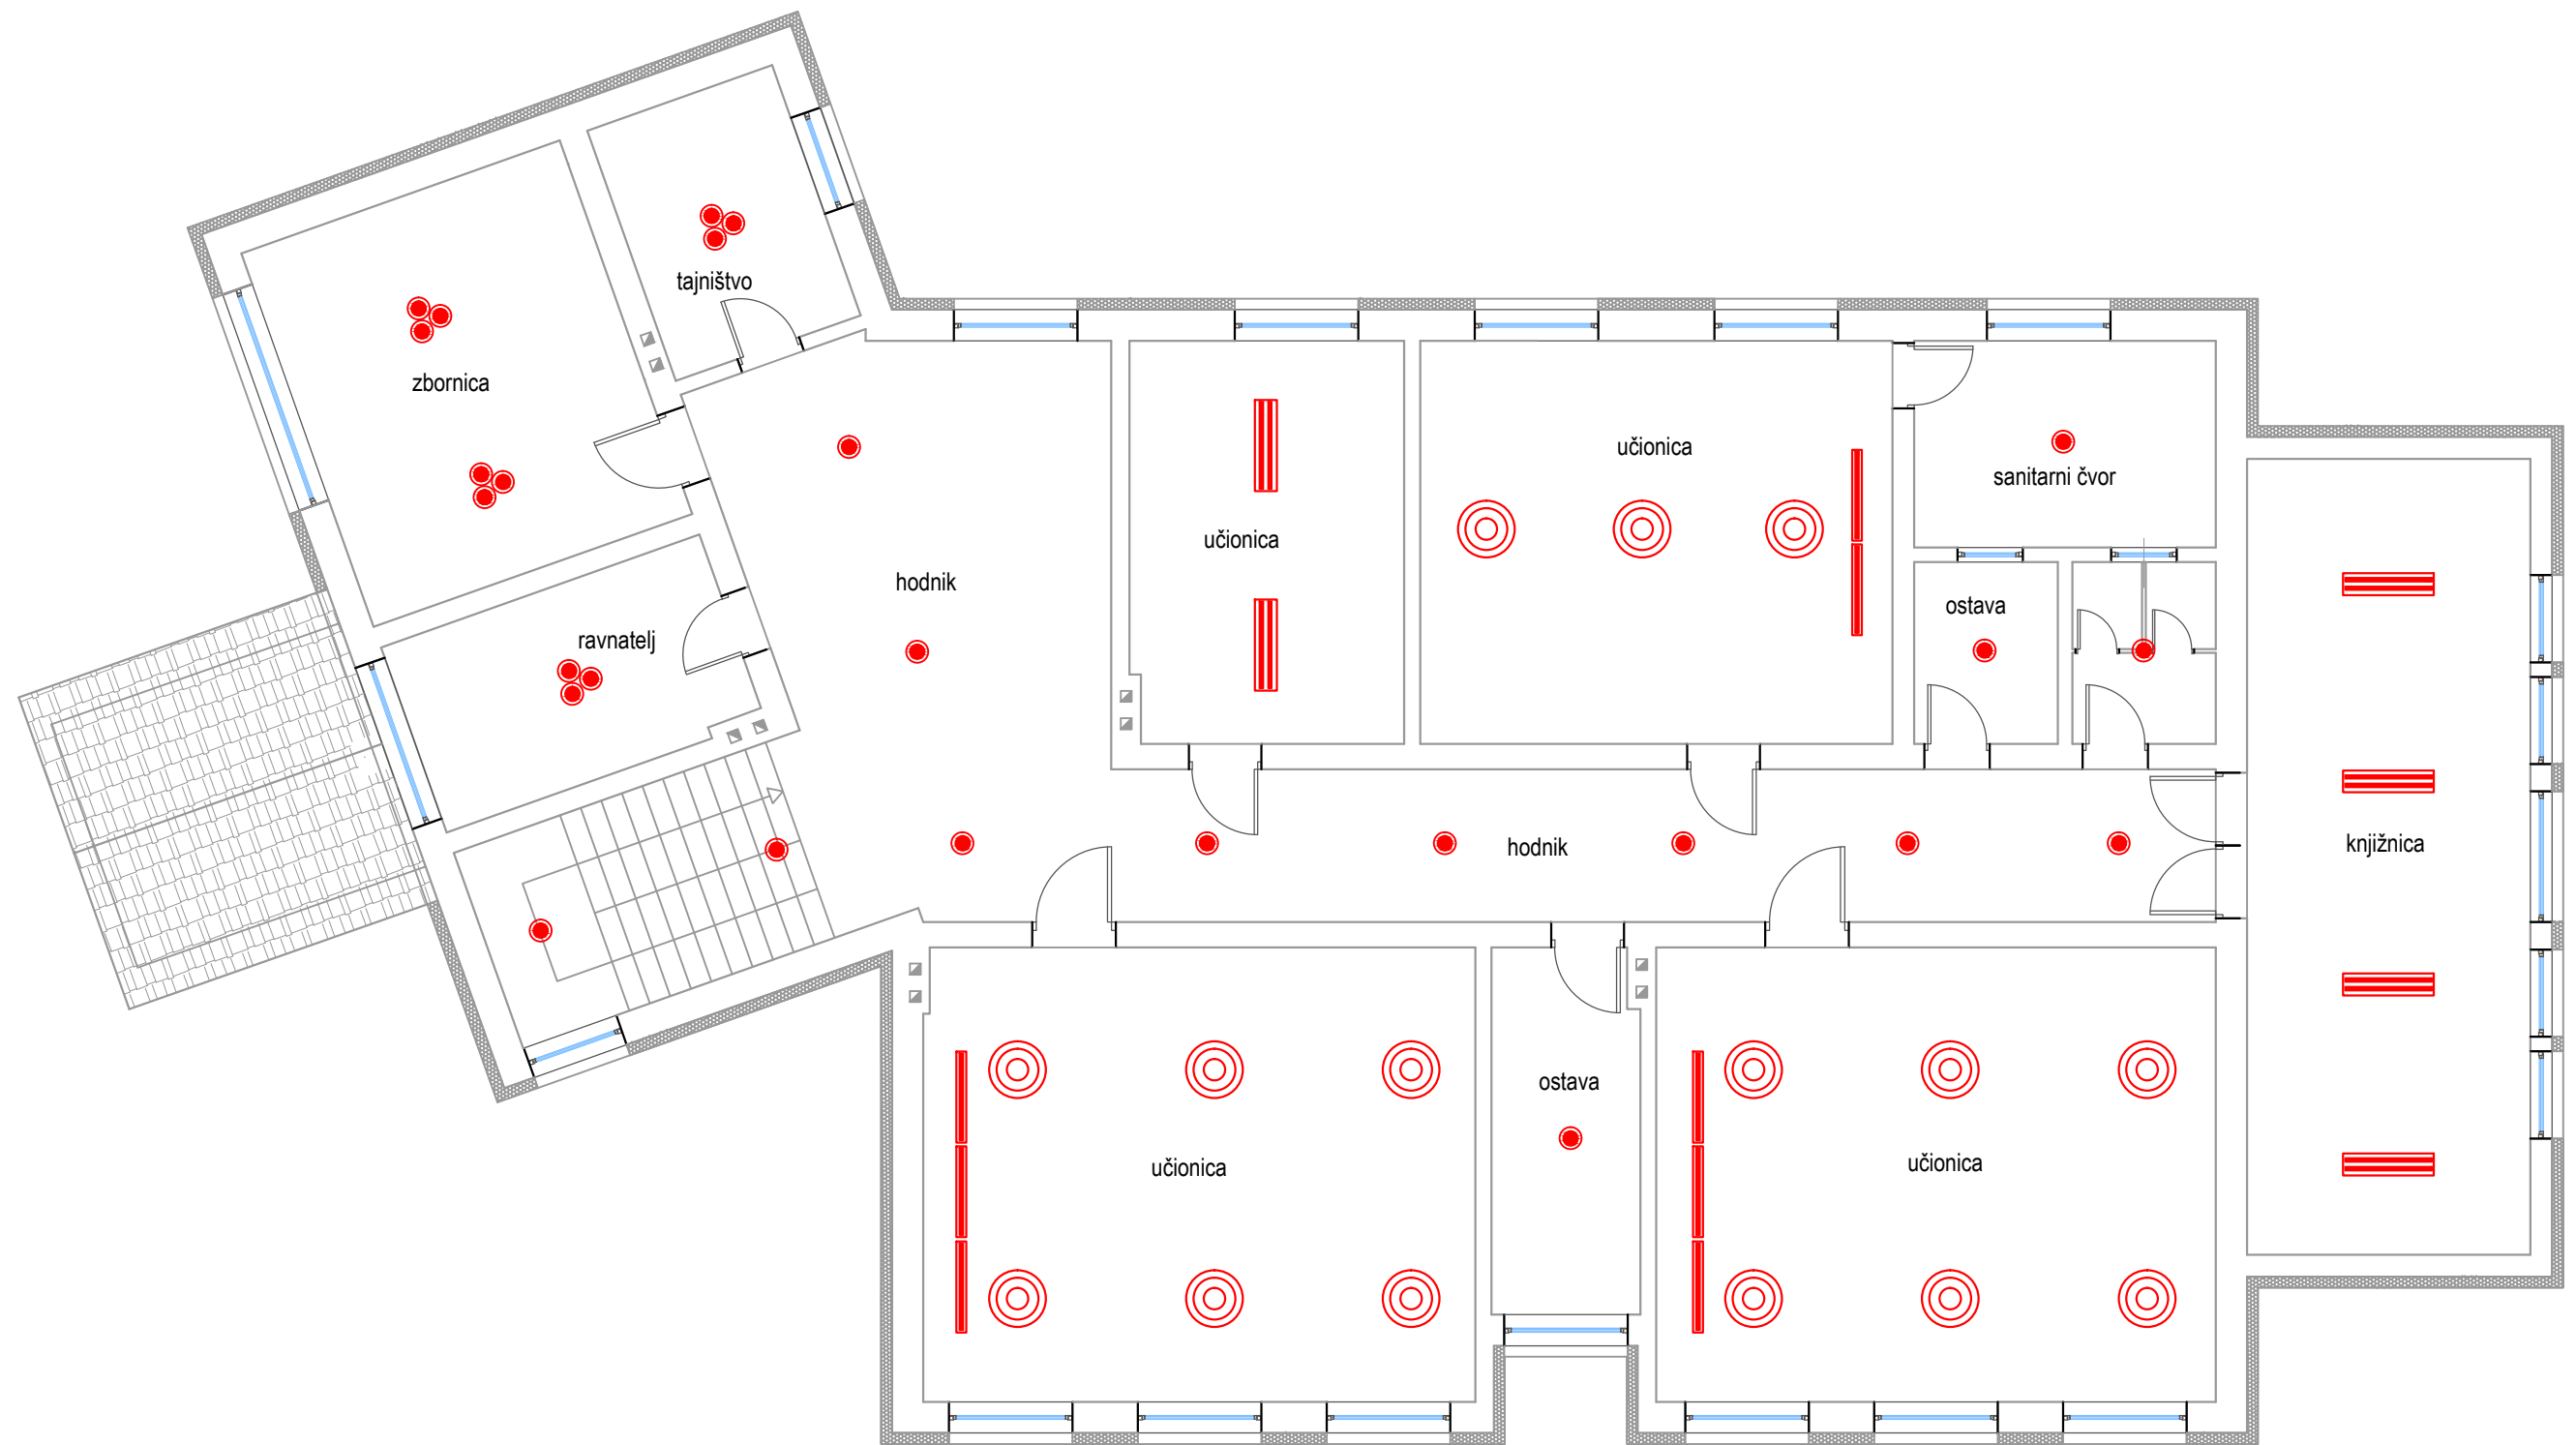 tajništvo
zbornica
učionica
sanitarni čvor
učionica
hodnik
ostava
ravnatelj
hodnik
knjižnica
ostava
učionica
učionica